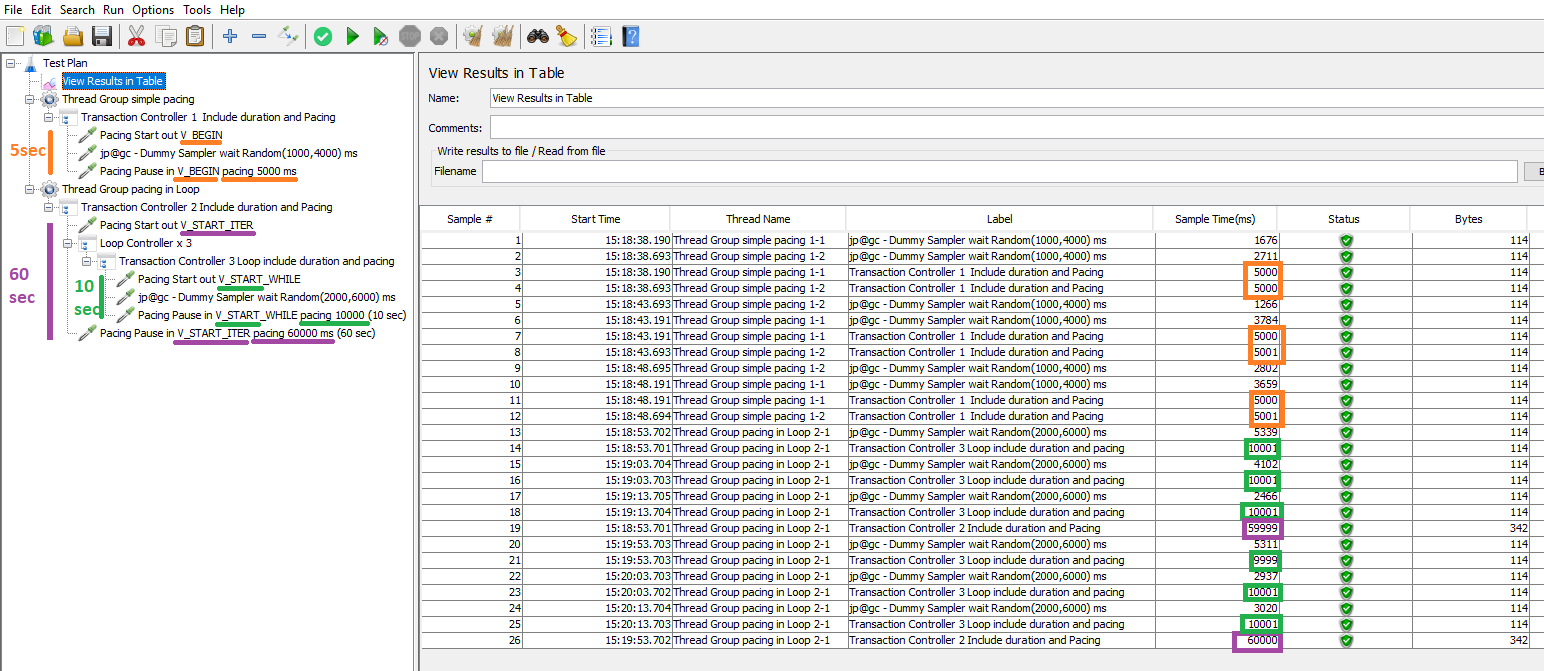 File Edit Search Run Options Tools Help
STOP
Test Plan
View Results in Table
Thread Group simple pacing
Transaction Controller 1 Include duration and Pacing
Pacing Start out V_BEGIN
5sec
jp@gc - Dummy Sampler wait Random(1000,4000) ms
Pacing Pause in V_BEGIN pacing 5000 ms
Thread Group pacing in Loop
Transaction Controller 2 Include duration and Pacing
Pacing Start out V_START_ITER
Loop Controller x 3
Transaction Controller 3 Loop include duration and pacing
60
sec
Pacing Start out V_START_WHILE
10
sec
jp@gc - Dummy Sampler wait Random(2000,6000) ms
Pacing Pause in V_START_WHILE pacing 10000 (10 sec)
Pacing Pause in V_START_ITER pacing 60000 ms (60 sec)
View Results in Table
Name: View Results in Table
Comments:
Write results to file / Read from file
Filename B
Sample # Start Time Thread Name Label Sample Time(ms) Status Bytes
1 15:18:38.190 Thread Group simple pacing 1-1 jp@gc - Dummy Sampler wait Random(1000,4000) ms 1676 114
2 15:18:38.693 Thread Group simple pacing 1-2 jp@gc - Dummy Sampler wait Random(1000,4000) ms 2711 114
3 15:18:38.190 Thread Group simple pacing 1-1 Transaction Controller 1 Include duration and Pacing 5000 114
4 15:18:38.693 Thread Group simple pacing 1-2 Transaction Controller 1 Include duration and Pacing 5000 114
5 15:18:43.693 Thread Group simple pacing 1-2 jp@gc - Dummy Sampler wait Random(1000,4000) ms 1266 114
6 15:18:43.191 Thread Group simple pacing 1-1 jp@gc - Dummy Sampler wait Random(1000,4000) ms 3784 114
7 15:18:43.191 Thread Group simple pacing 1-1 Transaction Controller 1 Include duration and Pacing 5000 114
8 15:18:43.693 Thread Group simple pacing 1-2 Transaction Controller 1 Include duration and Pacing 5001 114
9 15:18:48.695 Thread Group simple pacing 1-2 jp@gc - Dummy Sampler wait Random(1000,4000) ms 2802 114
10 15:18:48.191 Thread Group simple pacing 1-1 jp@gc - Dummy Sampler wait Random(1000,4000) ms 3659 114
11 15:18:48.191 Thread Group simple pacing 1-1 Transaction Controller 1 Include duration and Pacing 5000 114
12 15:18:48.694 Thread Group simple pacing 1-2 Transaction Controller 1 Include duration and Pacing 5001 114
13 15:18:53.702 Thread Group pacing in Loop 2-1 jp@gc - Dummy Sampler wait Random(2000,6000) ms 5339 114
14 15:18:53.701 Thread Group pacing in Loop 2-1 Transaction Controller 3 Loop include duration and pacing 10001 114
15 15:19:03.704 Thread Group pacing in Loop 2-1 jp@gc - Dummy Sampler wait Random(2000,6000) ms 4102 114
16 15:19:03.703 Thread Group pacing in Loop 2-1 Transaction Controller 3 Loop include duration and pacing 10001 114
17 15:19:13.705 Thread Group pacing in Loop 2-1 jp@gc - Dummy Sampler wait Random(2000,6000) ms 2466 114
18 15:19:13.704 Thread Group pacing in Loop 2-1 Transaction Controller 3 Loop include duration and pacing 10001 114
19 15:18:53.701 Thread Group pacing in Loop 2-1 Transaction Controller 2 Include duration and Pacing 59999 342
20 15:19:53.703 Thread Group pacing in Loop 2-1 jp@gc - Dummy Sampler wait Random(2000,6000) ms 5311 114
21 15:19:53.703 Thread Group pacing in Loop 2-1 Transaction Controller 3 Loop include duration and pacing 9999 114
22 15:20:03.703 Thread Group pacing in Loop 2-1 jp@gc - Dummy Sampler wait Random(2000,6000) ms 2937 114
23 15:20:03.702 Thread Group pacing in Loop 2-1 Transaction Controller 3 Loop include duration and pacing 10001 114
24 15:20:13.704 Thread Group pacing in Loop 2-1 jp@gc - Dummy Sampler wait Random(2000,6000) ms 3020 114
25 15:20:13.703 Thread Group pacing in Loop 2-1 Transaction Controller 3 Loop include duration and pacing 10001 114
26 15:19:53.702 Thread Group pacing in Loop 2-1 Transaction Controller 2 Include duration and Pacing 60000 342